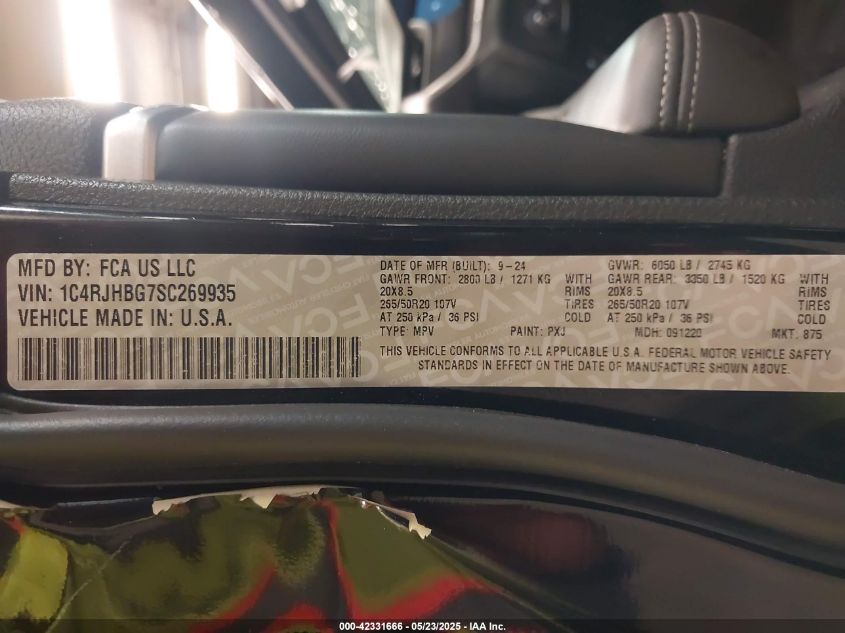 MFD BY: FCA US LLC
VIN: 1C4RJHBG7SC269935
VEHICLE MADE IN: U.S.A.
DATE OF MFR (BUILT): 9-24
GVWR: 6050 LB / 2745 KG
GAWR FRONT: 2803 LB / 1271 KG WITH
GAWR REAR: 3350 LB / 1520 KG WITH
20X8.5 RIMS
20X8.5 RIMS
265/50R20 107V TIRES
265/50R20 107V TIRES
AT 250 kPa / 36 PSI COLD
AT 250 kPa / 36 PSI COLD
TYPE: MPV PAINT: PXJ MDH: 091220 MKT: 875
THIS VEHICLE CONFORMS TO ALL APPLICABLE U.S.A. FEDERAL MOTOR VEHICLE SAFETY
STANDARDS IN EFFECT ON THE DATE OF MANUFACTURE SHOWN ABOVE.
000-42331666 — 05/23/2025 — IAA Inc.